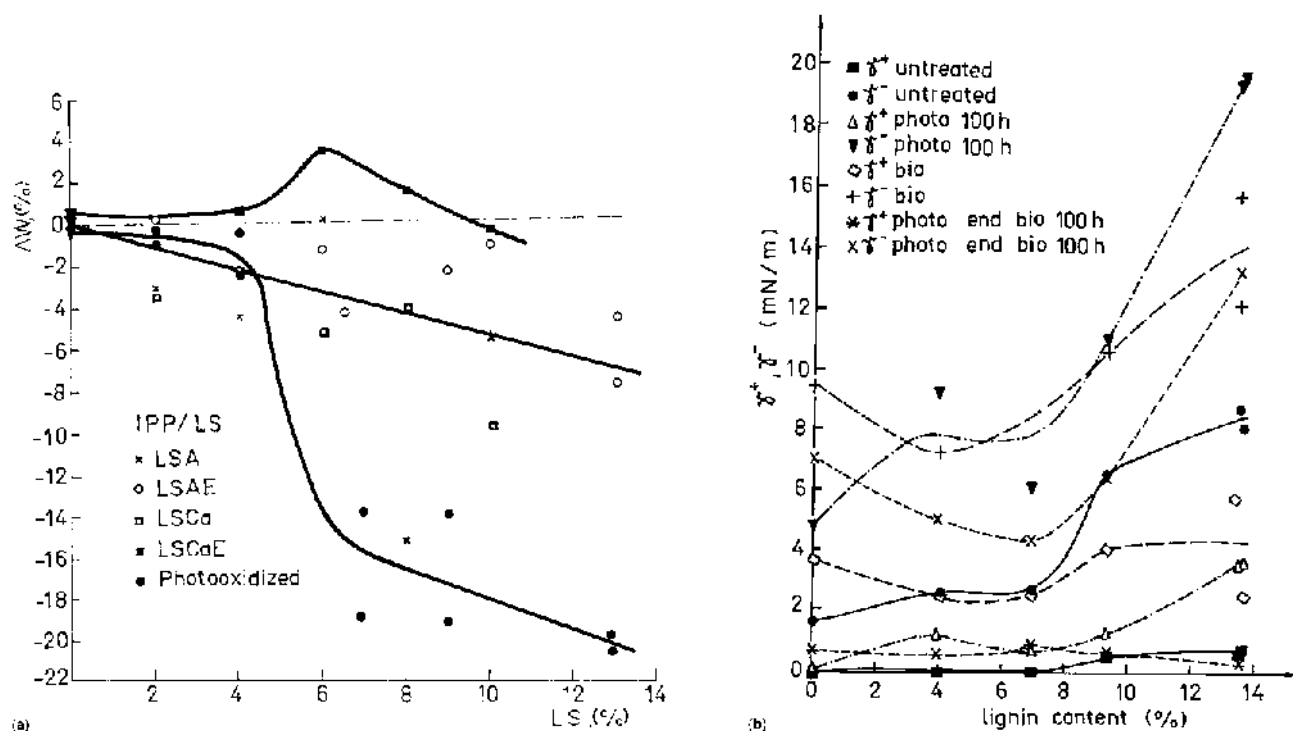 6
4
2
0
-2
-4
-6
-8
-10
-12
-14
-16
-18
-20
-22
ΔW,(%)
IPP/LS
× LSA
○ LSAE
□ LSCa
■ LSCaE
● Photooxidized
2 4 6 8 10 12 14
LS,(%)
(a)
20
18
16
14
12
10
8
6
4
2
0
γ⁺, γ⁻ (mN/m)
■ γ⁺ untreated
● γ⁻ untreated
△ γ⁺ photo 100 h
▼ γ⁻ photo 100 h
◇ γ⁺ bio
+ γ⁻ bio
✱ γ⁺ photo end bio 100 h
× γ⁻ photo end bio 100 h
0 2 4 6 8 10 12 14
lignin content (%)
(b)